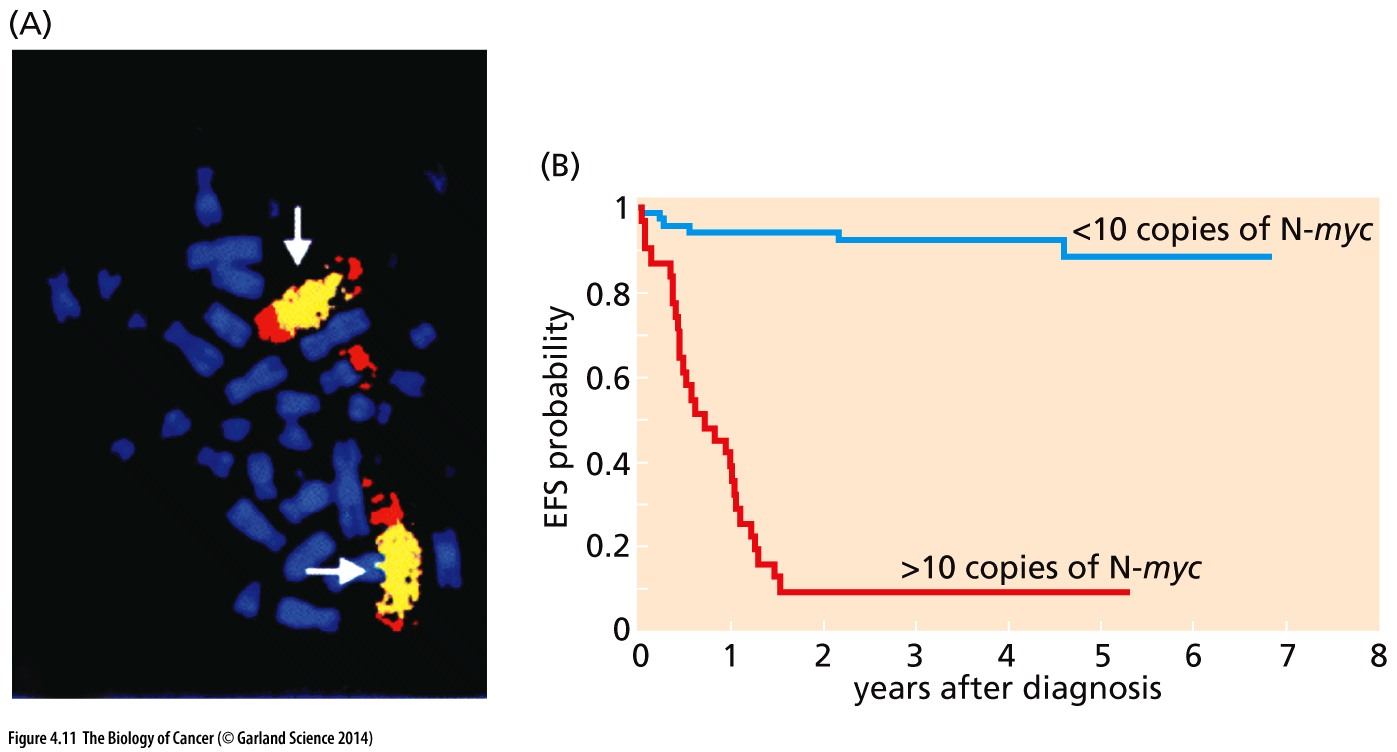 (A)
(B)
1
0.8
0.6
0.4
0.2
0
EFS probability
<10 copies of N-myc
>10 copies of N-myc
0 1 2 3 4 5 6 7 8
years after diagnosis
Figure 4.11 The Biology of Cancer (© Garland Science 2014)